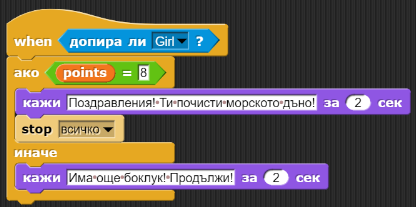 when допира ли Girl ?
ако points = 8
кажи Поздравления! Ти почисти морското дъно! за 2 сек
stop всичко
иначе
кажи Има още боклук! Продължи! за 2 сек